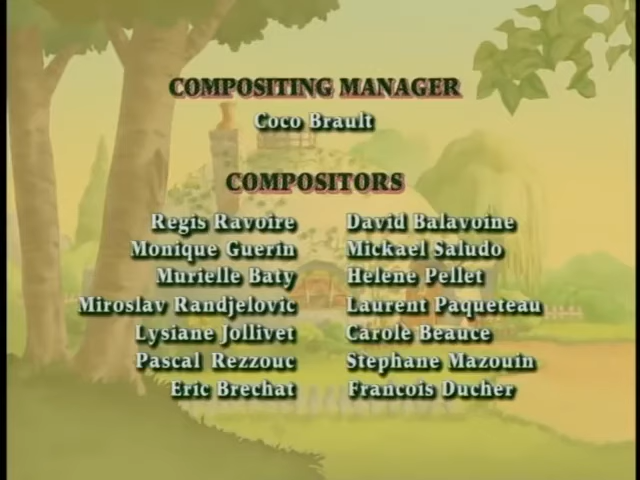 COMPOSITING MANAGER
Coco Brault
COMPOSITORS
Regis Ravoire David Balavoine
Monique Guerin Mickael Saludo
Murielle Baty Helene Pellet
Miroslav Randjelovic Laurent Paqueteau
Lysiane Jollivet Carole Beauce
Pascal Rezzouc Stephane Mazouin
Eric Brechat Francois Ducher